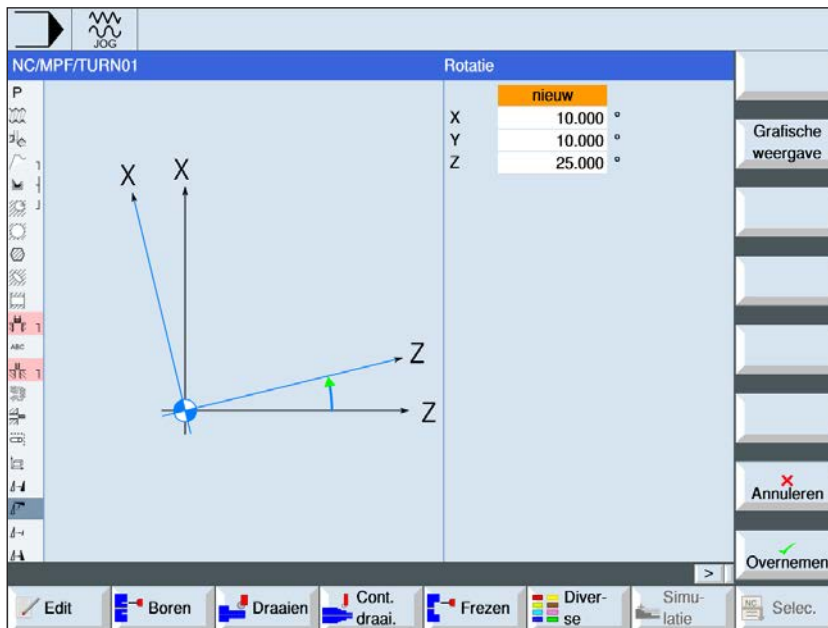 JOG
NC/MPF/TURN01
Rotatie
nieuw
X 10.000 °
Y 10.000 °
Z 25.000 °
Grafische
weergave
P
X X
Z
Z
ABC
Annuleren
Overnemen
>
Edit
Boren
Draaien
Cont.
draai.
Frezen
Diver-
se
Simu-
latie
NC
Selec.